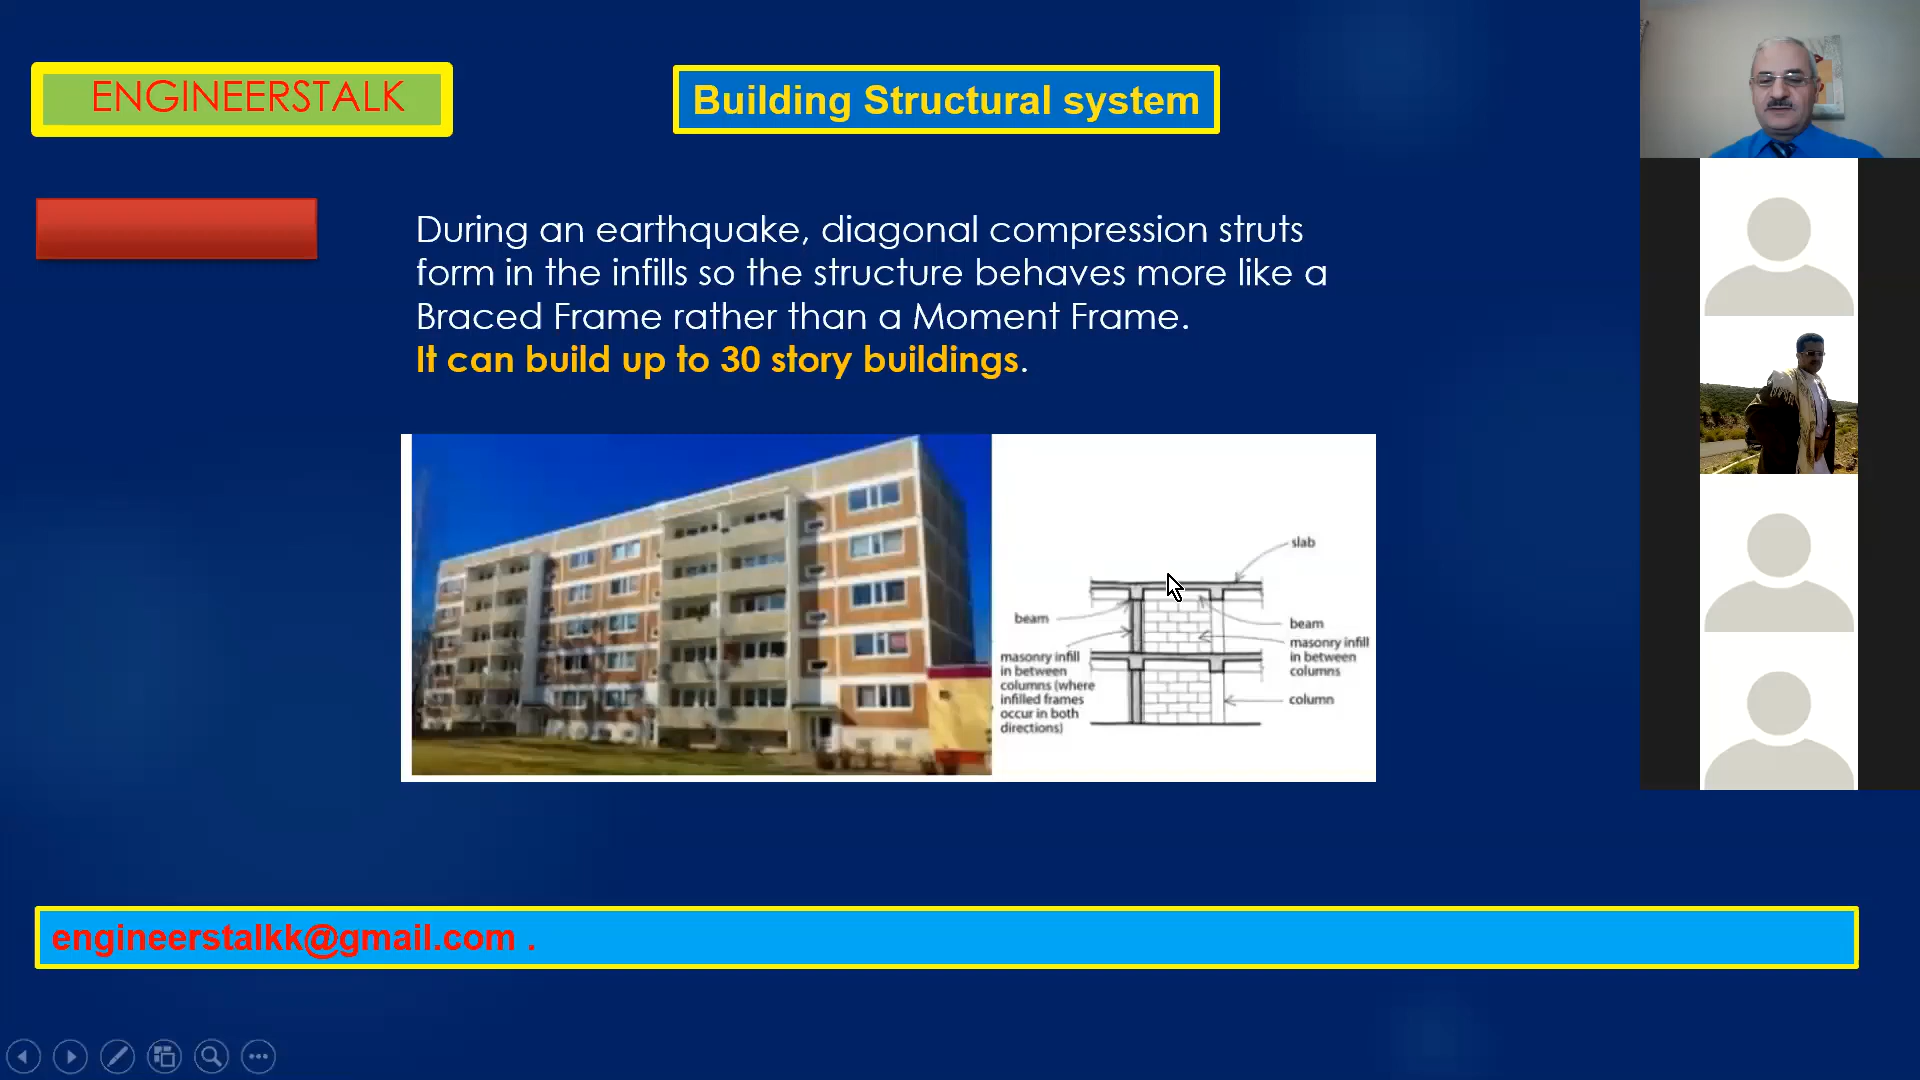 ENGINEERSTALK
Building Structural system
During an earthquake, diagonal compression struts
form in the infills so the structure behaves more like a
Braced Frame rather than a Moment Frame.
It can build up to 30 story buildings.
slab
beam
beam
masonry infill
in between
columns
masonry infill
in between
columns (where
infilled frames
occur in both
directions)
column
engineerstalkk@gmail.com .